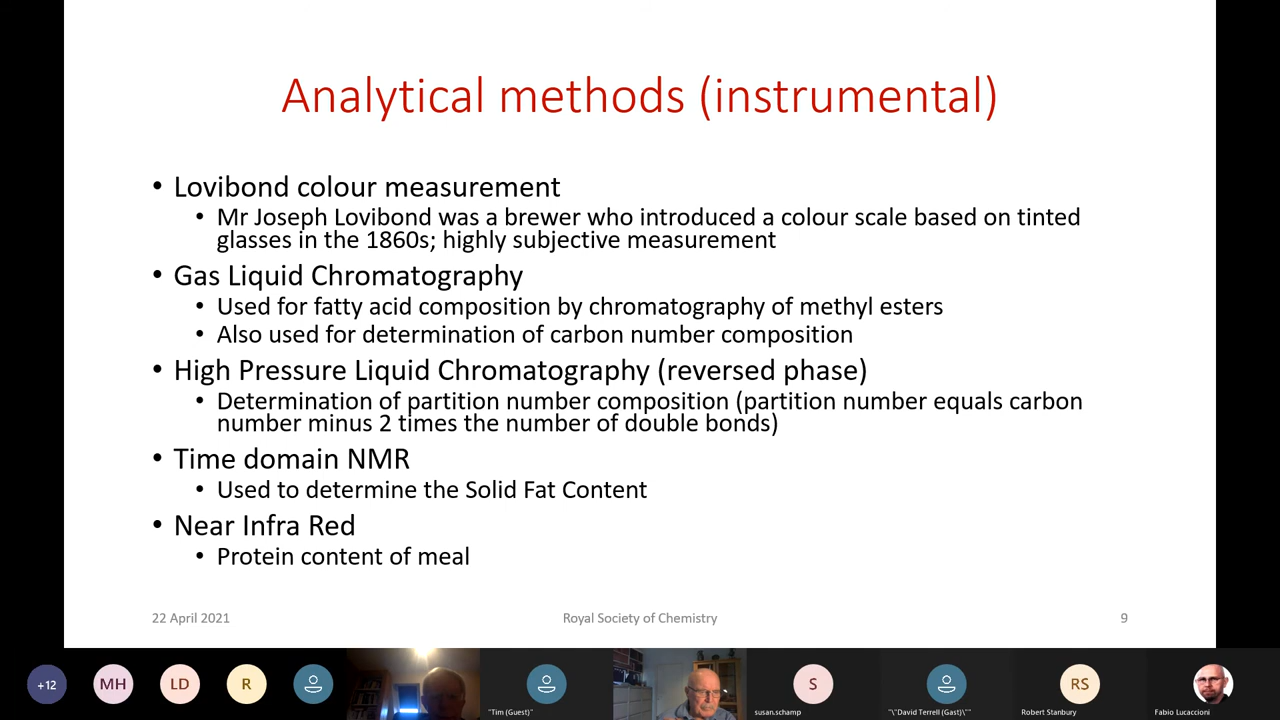 Analytical methods (instrumental)
• Lovibond colour measurement
• Mr Joseph Lovibond was a brewer who introduced a colour scale based on tinted
glasses in the 1860s; highly subjective measurement
• Gas Liquid Chromatography
• Used for fatty acid composition by chromatography of methyl esters
• Also used for determination of carbon number composition
• High Pressure Liquid Chromatography (reversed phase)
• Determination of partition number composition (partition number equals carbon
number minus 2 times the number of double bonds)
• Time domain NMR
• Used to determine the Solid Fat Content
• Near Infra Red
• Protein content of meal
22 April 2021 Royal Society of Chemistry 9
+12 MH LD R S RS
"Tim (Guest)" susan.schamp "\"David Terrell (Gast)\"" Robert Stanbury Fabio Lucaccioni